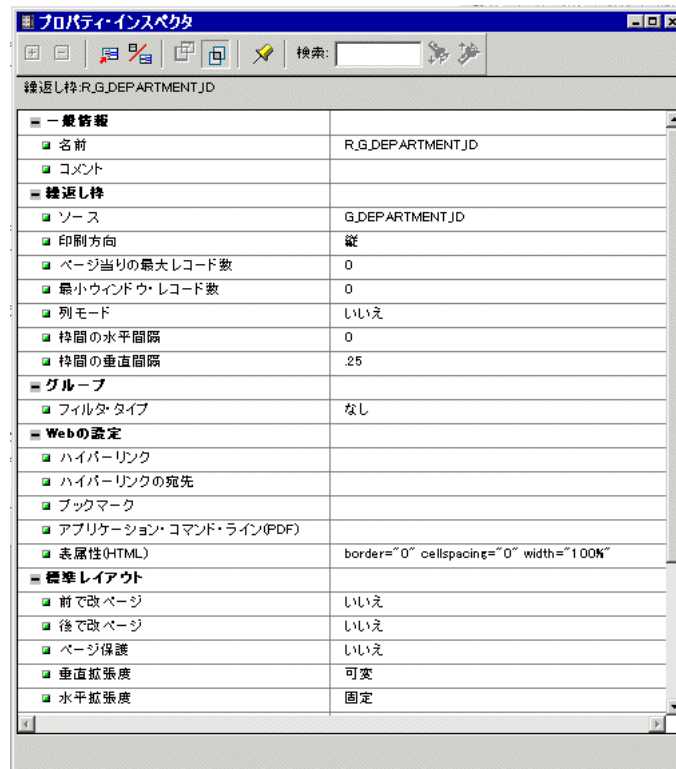 プロパティ・インスペクタ
検索:
繰返し枠:R_G_DEPARTMENT_ID
一般情報
名前 R_G_DEPARTMENT_ID
コメント
繰返し枠
ソース G_DEPARTMENT_ID
印刷方向 縦
ページ当りの最大レコード数 0
最小ウィンドウ・レコード数 0
列モード いいえ
枠間の水平間隔 0
枠間の垂直間隔 .25
グループ
フィルタ・タイプ なし
Webの設定
ハイパーリンク
ハイパーリンクの宛先
ブックマーク
アプリケーション・コマンド・ライン(PDF)
表属性(HTML) border="0" cellspacing="0" width="100%"
標準レイアウト
前で改ページ いいえ
後で改ページ いいえ
ページ保護 いいえ
垂直拡張度 可変
水平拡張度 固定